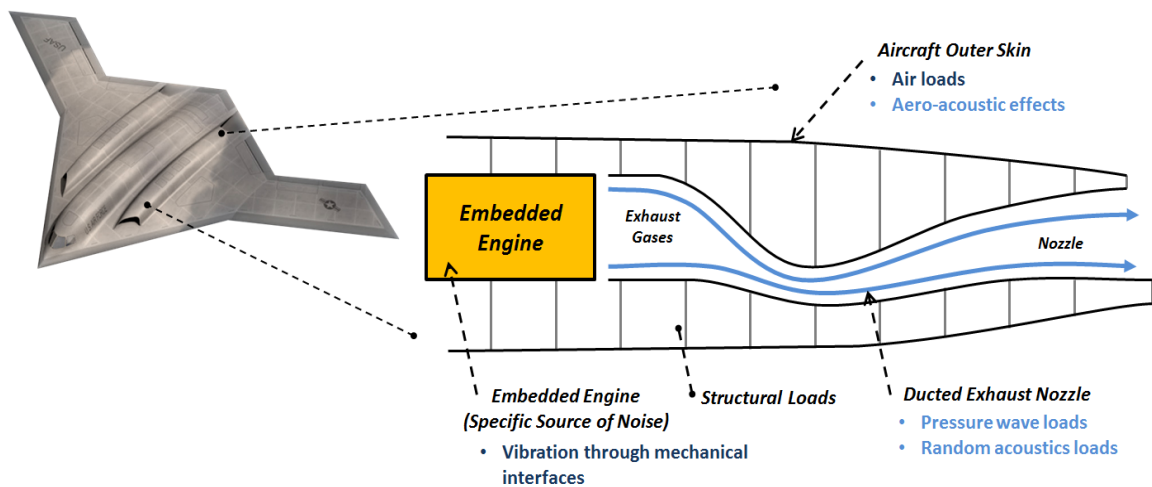 USAF
Aircraft Outer Skin
• Air loads
• Aero-acoustic effects
Embedded
Engine
Exhaust
Gases
Nozzle
Embedded Engine
(Specific Source of Noise)
• Vibration through mechanical
interfaces
Structural Loads
Ducted Exhaust Nozzle
• Pressure wave loads
• Random acoustics loads